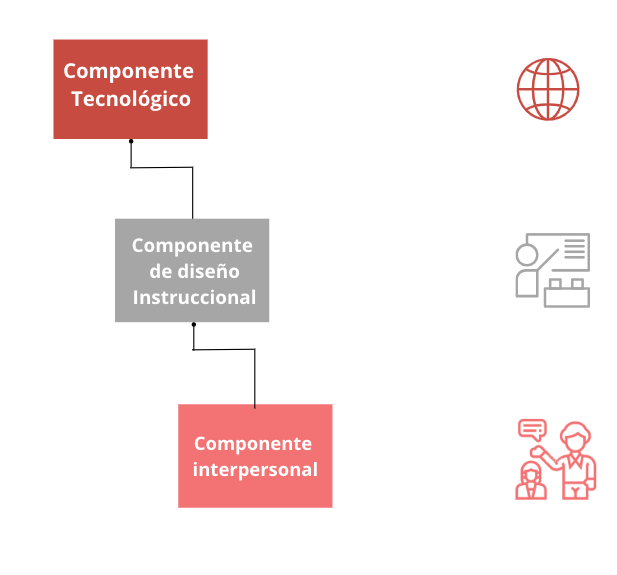 Componente
Tecnológico
Componente
de diseño
Instruccional
Componente
interpersonal